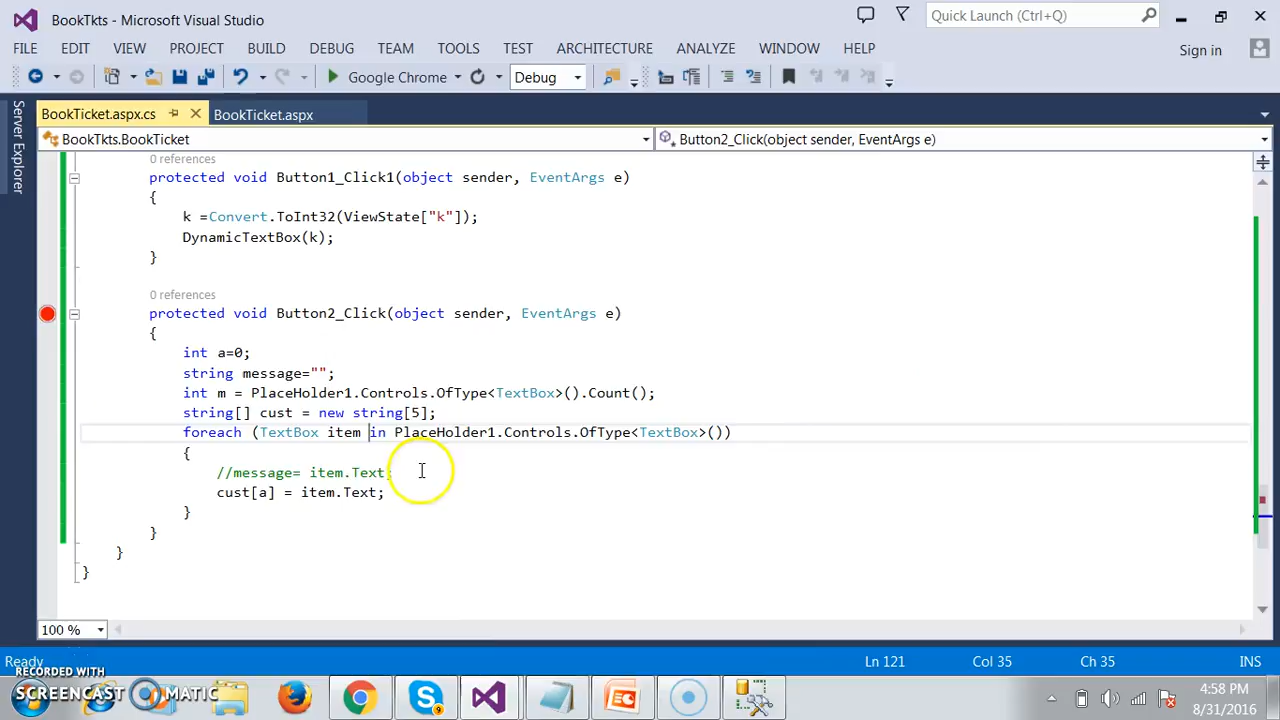 BookTkts - Microsoft Visual Studio
Quick Launch (Ctrl+Q)
FILE EDIT VIEW PROJECT BUILD DEBUG TEAM TOOLS TEST ARCHITECTURE ANALYZE WINDOW HELP
Sign in
Google Chrome
Debug
Server Explorer
BookTicket.aspx.cs
BookTicket.aspx
BookTkts.BookTicket
Button2_Click(object sender, EventArgs e)
0 references
protected void Button1_Click1(object sender, EventArgs e)
{
k =Convert.ToInt32(ViewState["k"]);
DynamicTextBox(k);
}
0 references
protected void Button2_Click(object sender, EventArgs e)
{
int a=0;
string message="";
int m = PlaceHolder1.Controls.OfType<TextBox>().Count();
string[] cust = new string[5];
foreach (TextBox item in PlaceHolder1.Controls.OfType<TextBox>())
{
//message= item.Text;
cust[a] = item.Text;
}
}
}
}
100 %
Ready
Ln 121
Col 35
Ch 35
INS
RECORDED WITH
SCREENCAST MATIC
4:58 PM
8/31/2016